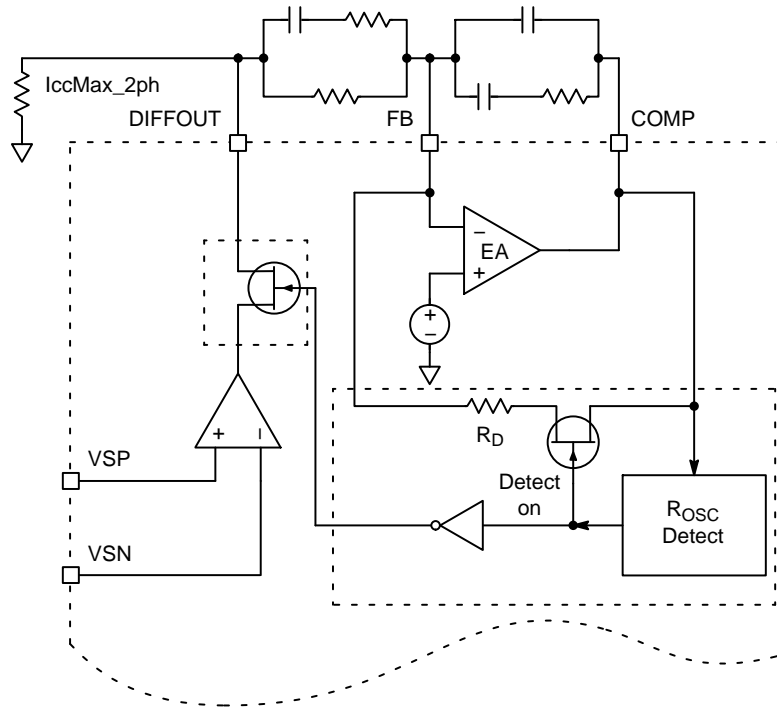 IccMax_2ph
DIFFOUT
FB
COMP
−
EA
+
+
−
R_D
+
−
VSP
Detect
on
R_OSC
Detect
VSN